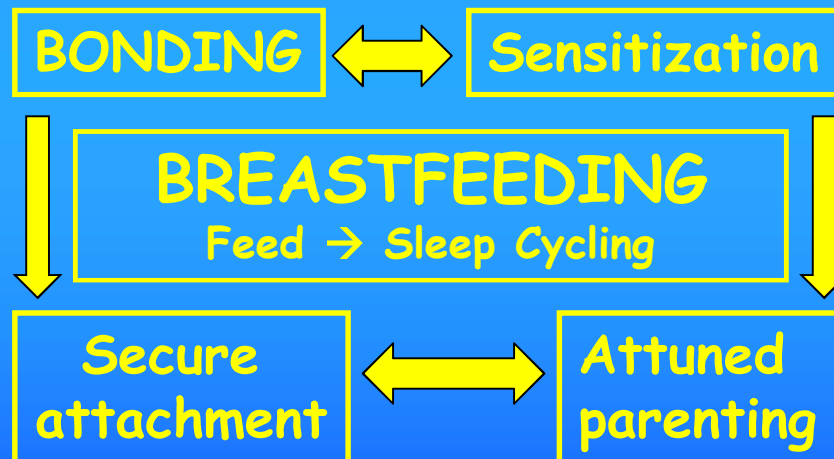 BONDING
Sensitization
BREASTFEEDING
Feed → Sleep Cycling
Secure
attachment
Attuned
parenting